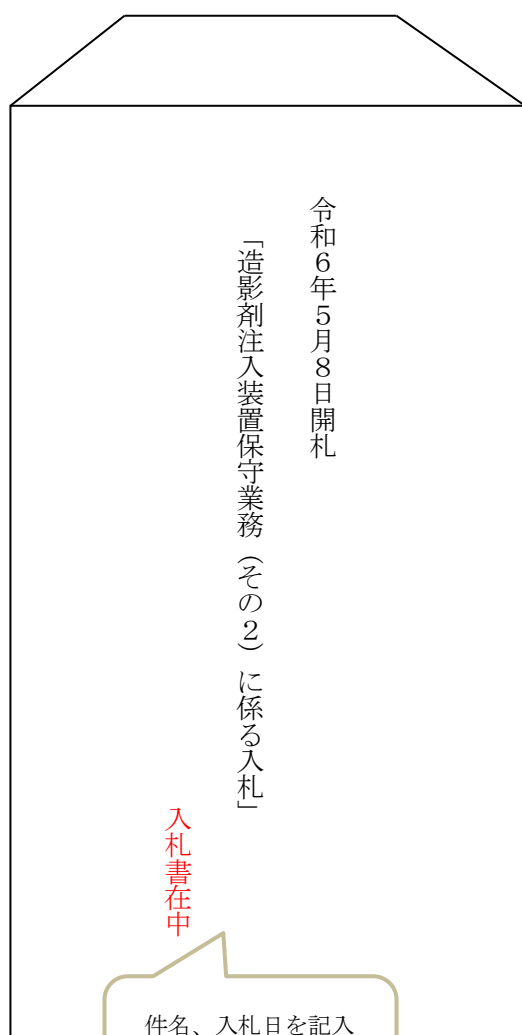 令和６年５月８日開札
「造影剤注入装置保守業務（その２）に係る入札」
入札書在中
件名、入札日を記入